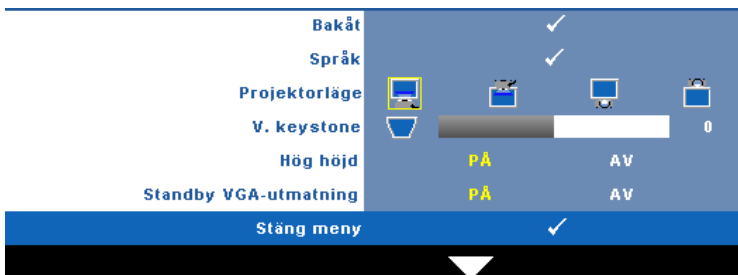 Bakåt
Språk
Projektorläge
V. keystone 0
Hög höjd PÅ AV
Standby VGA-utmatning PÅ AV
Stäng meny